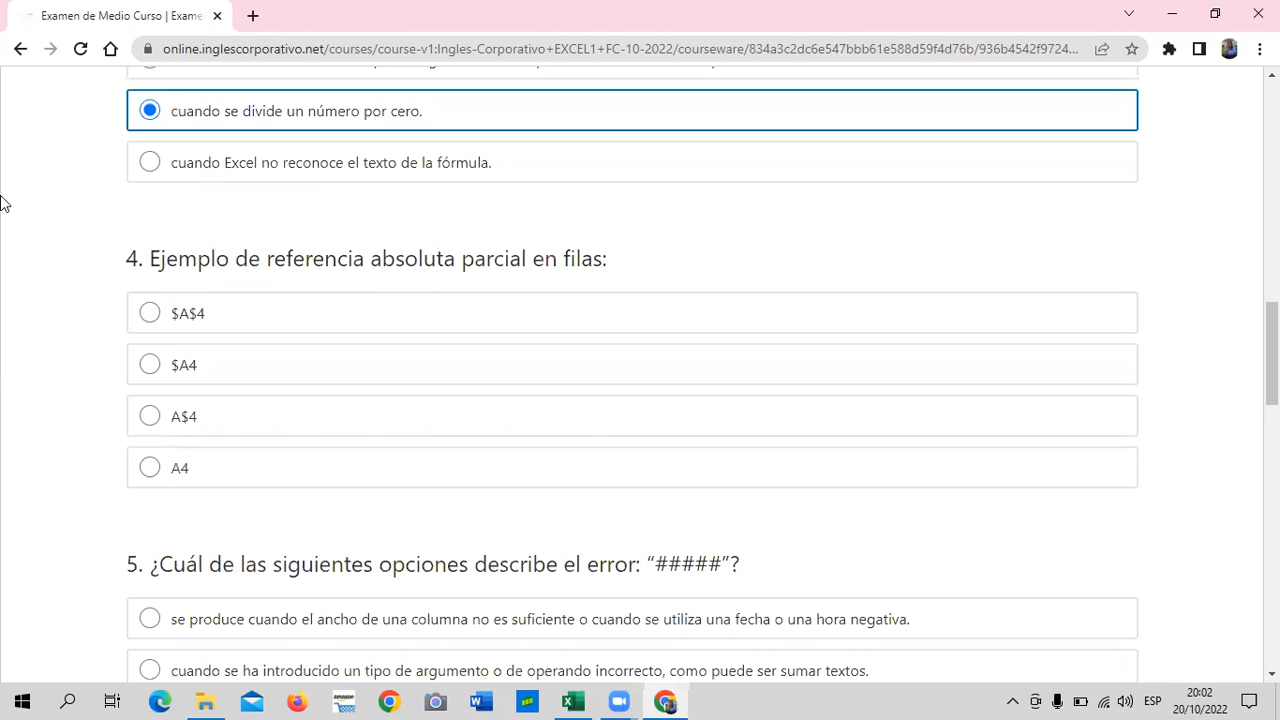 Examen de Medio Curso | Exame
online.inglescorporativo.net/courses/course-v1:Ingles-Corporativo+EXCEL1+FC-10-2022/courseware/834a3c2dc6e547bbb61e588d59f4d76b/936b4542f9724...
cuando se divide un número por cero.
cuando Excel no reconoce el texto de la fórmula.
4. Ejemplo de referencia absoluta parcial en filas:
$A$4
$A4
A$4
A4
5. ¿Cuál de las siguientes opciones describe el error: “#####”?
se produce cuando el ancho de una columna no es suficiente o cuando se utiliza una fecha o una hora negativa.
cuando se ha introducido un tipo de argumento o de operando incorrecto, como puede ser sumar textos.
ESP
20:02
20/10/2022